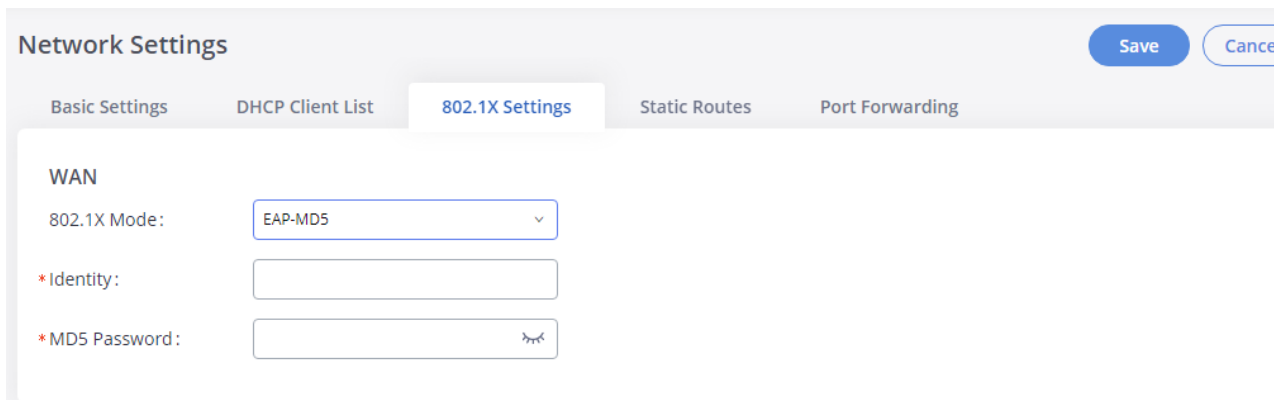 Network Settings
Save
Cance
Basic Settings DHCP Client List 802.1X Settings Static Routes Port Forwarding
WAN
802.1X Mode: EAP-MD5
*Identity:
*MD5 Password: